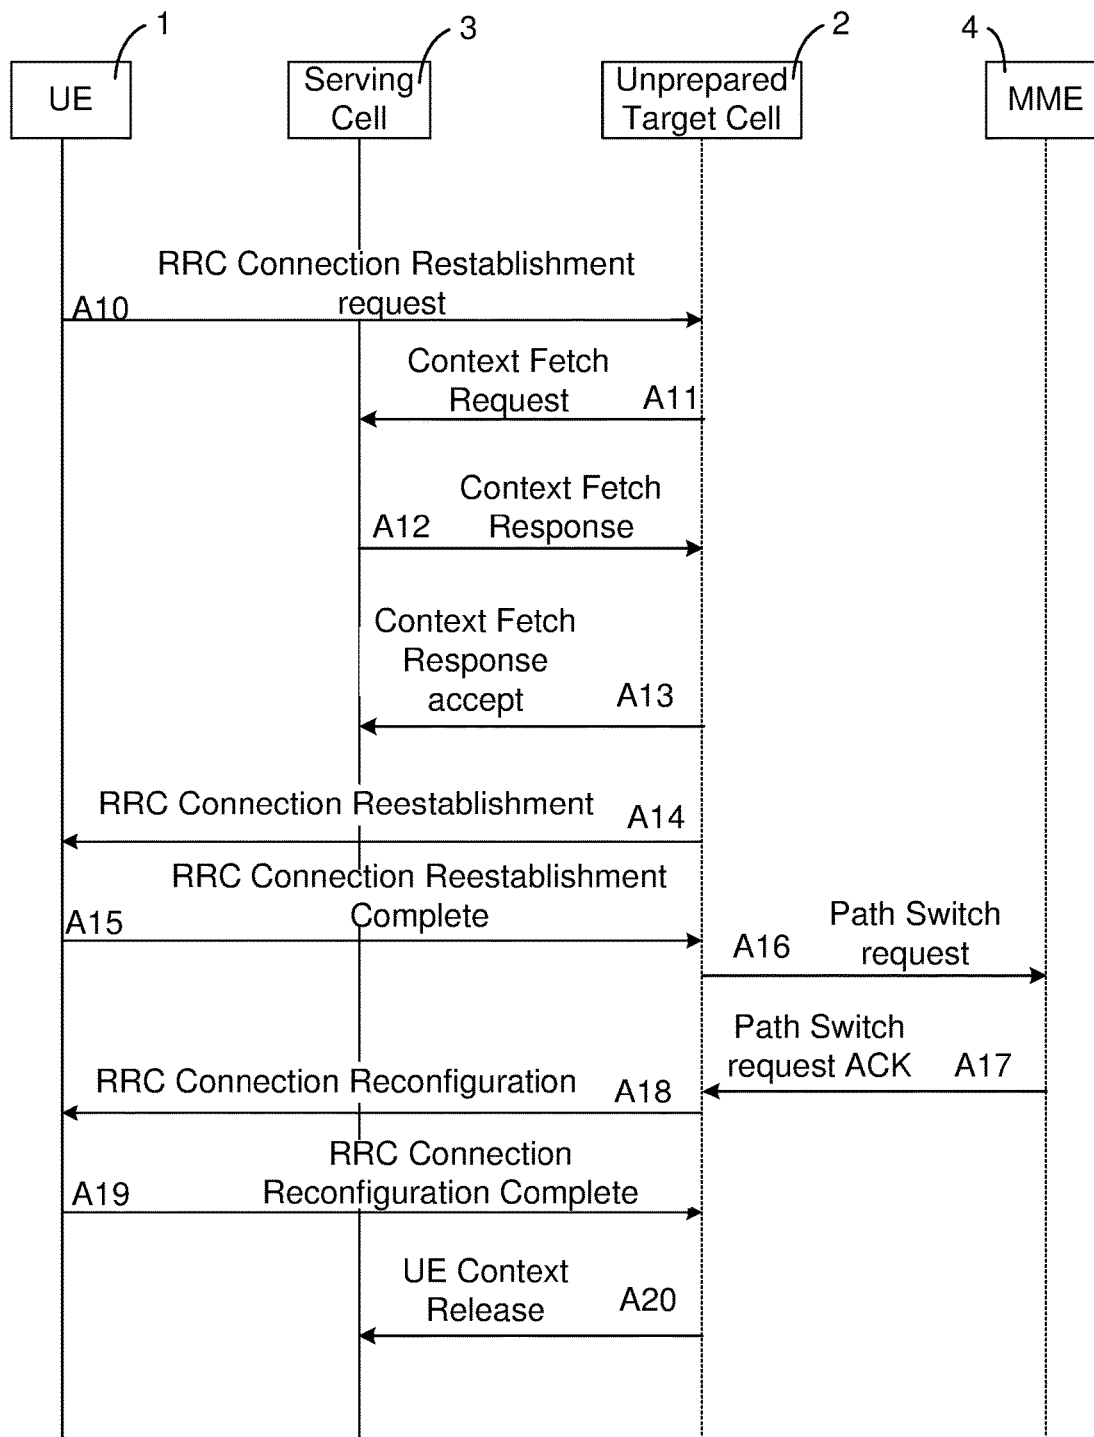 1
3
2
4
UE
Serving
Cell
Unprepared
Target Cell
MME
RRC Connection Restablishment
request
A10
Context Fetch
Request
A11
Context Fetch
Response
A12
Context Fetch
Response
accept
A13
RRC Connection Reestablishment
A14
RRC Connection Reestablishment
Complete
A15
Path Switch
request
A16
Path Switch
request ACK
A17
RRC Connection Reconfiguration
A18
RRC Connection
Reconfiguration Complete
A19
UE Context
Release
A20